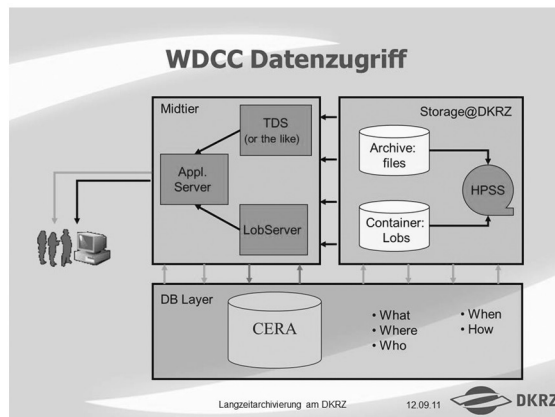 WDCC Datenzugriff
Midtier
TDS
(or the like)
Appl.
Server
LobServer
Storage@DKRZ
Archive:
files
HPSS
Container:
Lobs
DB Layer
CERA
• What
• Where
• Who
• When
• How
Langzeitarchivierung am DKRZ
12.09.11
DKRZ